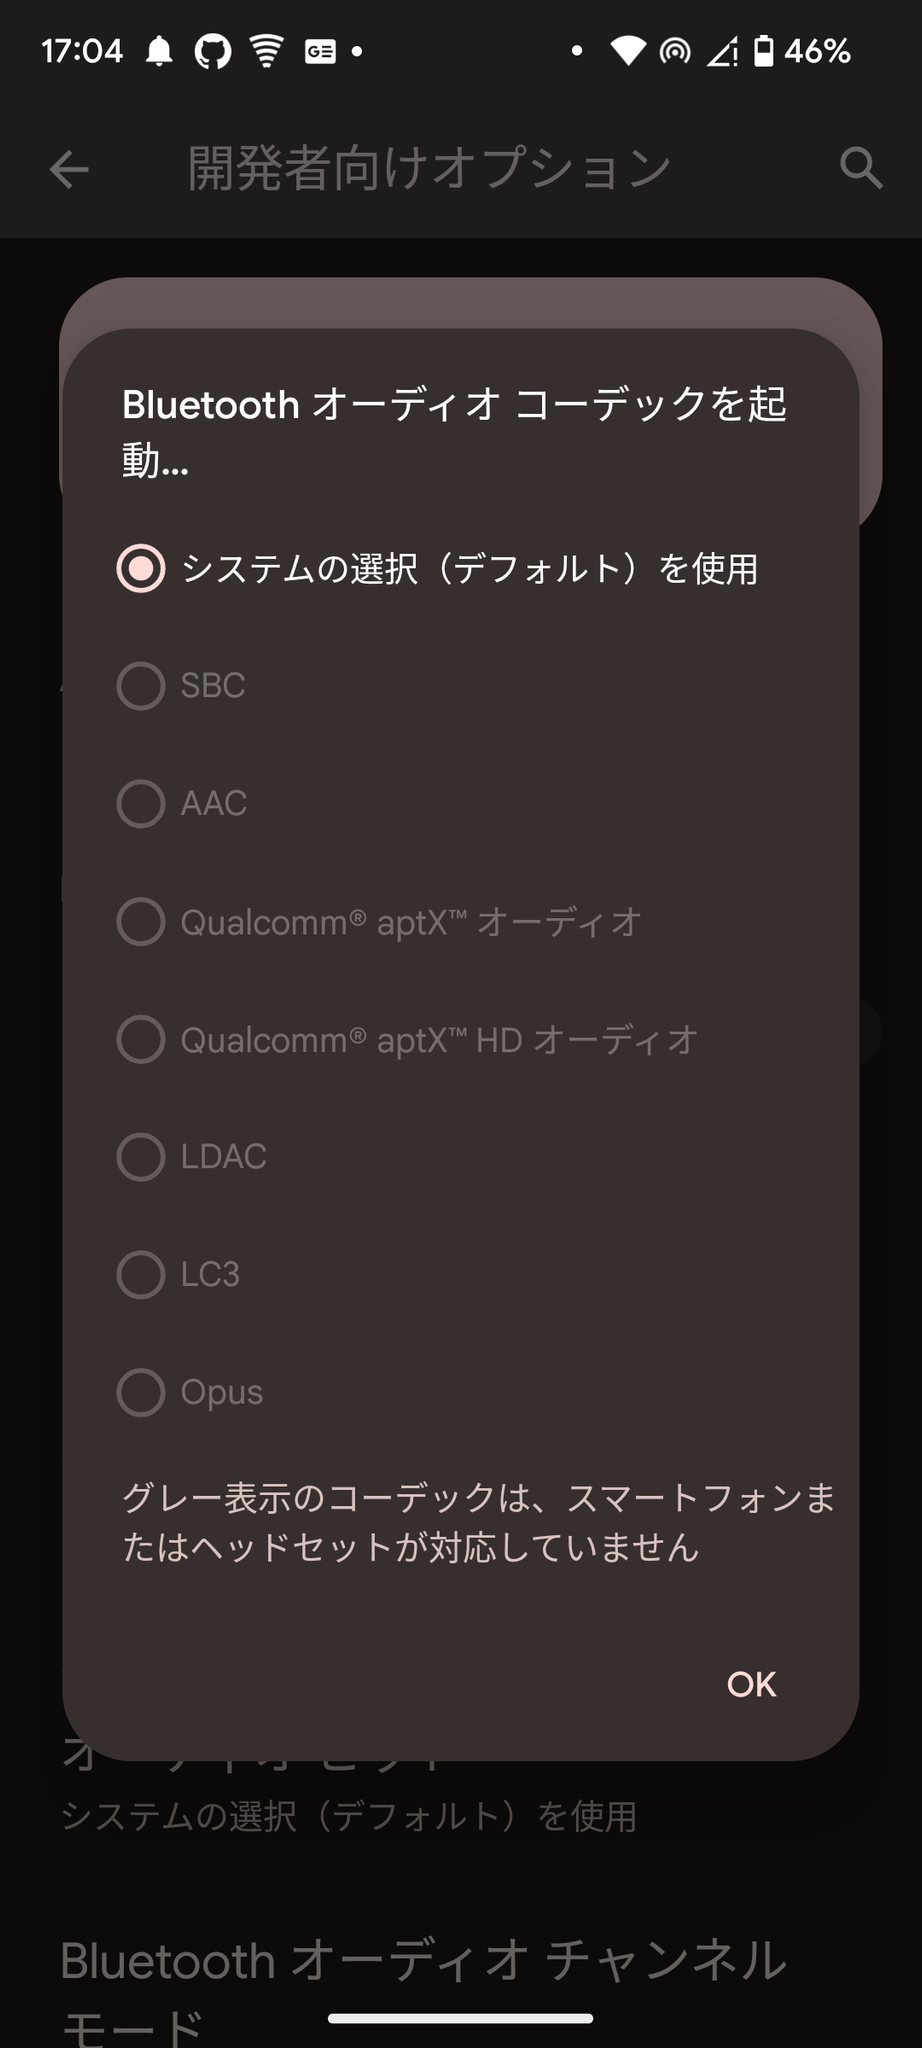 17:04
46%
開発者向けオプション
Bluetooth オーディオ コーデックを起
動...
システムの選択（デフォルト）を使用
SBC
AAC
Qualcomm® aptX™ オーディオ
Qualcomm® aptX™ HD オーディオ
LDAC
LC3
Opus
グレー表示のコーデックは、スマートフォンま
たはヘッドセットが対応していません
OK
システムの選択（デフォルト）を使用
Bluetooth オーディオ チャンネル
モード